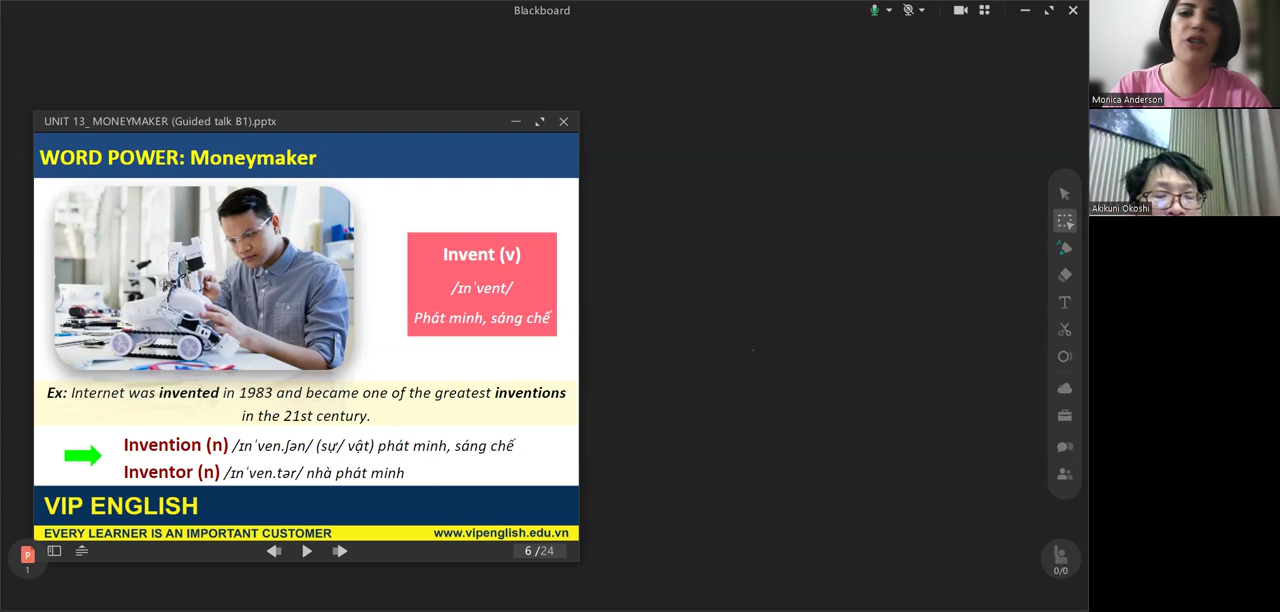 Blackboard
Monica Anderson
Akikuni Okoshi
UNIT 13_ MONEYMAKER (Guided talk B1).pptx
WORD POWER: Moneymaker
Invent (v)
/ɪnˈvent/
Phát minh, sáng chế
Ex: Internet was invented in 1983 and became one of the greatest inventions
in the 21st century.
Invention (n) /ɪnˈven.ʃən/ (sự/ vật) phát minh, sáng chế
Inventor (n) /ɪnˈven.tər/ nhà phát minh
VIP ENGLISH
EVERY LEARNER IS AN IMPORTANT CUSTOMER www.vipenglish.edu.vn
P
1
6 /24
T
0/0